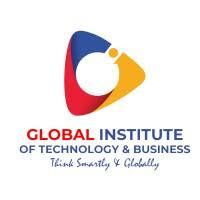 GLOBAL INSTITUTE
OF TECHNOLOGY & BUSINESS
Think Smartly & Globally